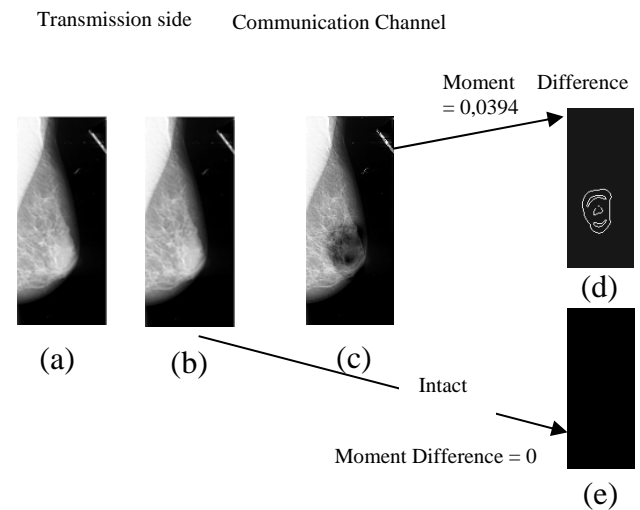 Transmission side
Communication Channel
Moment Difference
= 0,0394
(a)
(b)
(c)
(d)
Intact
Moment Difference = 0
(e)